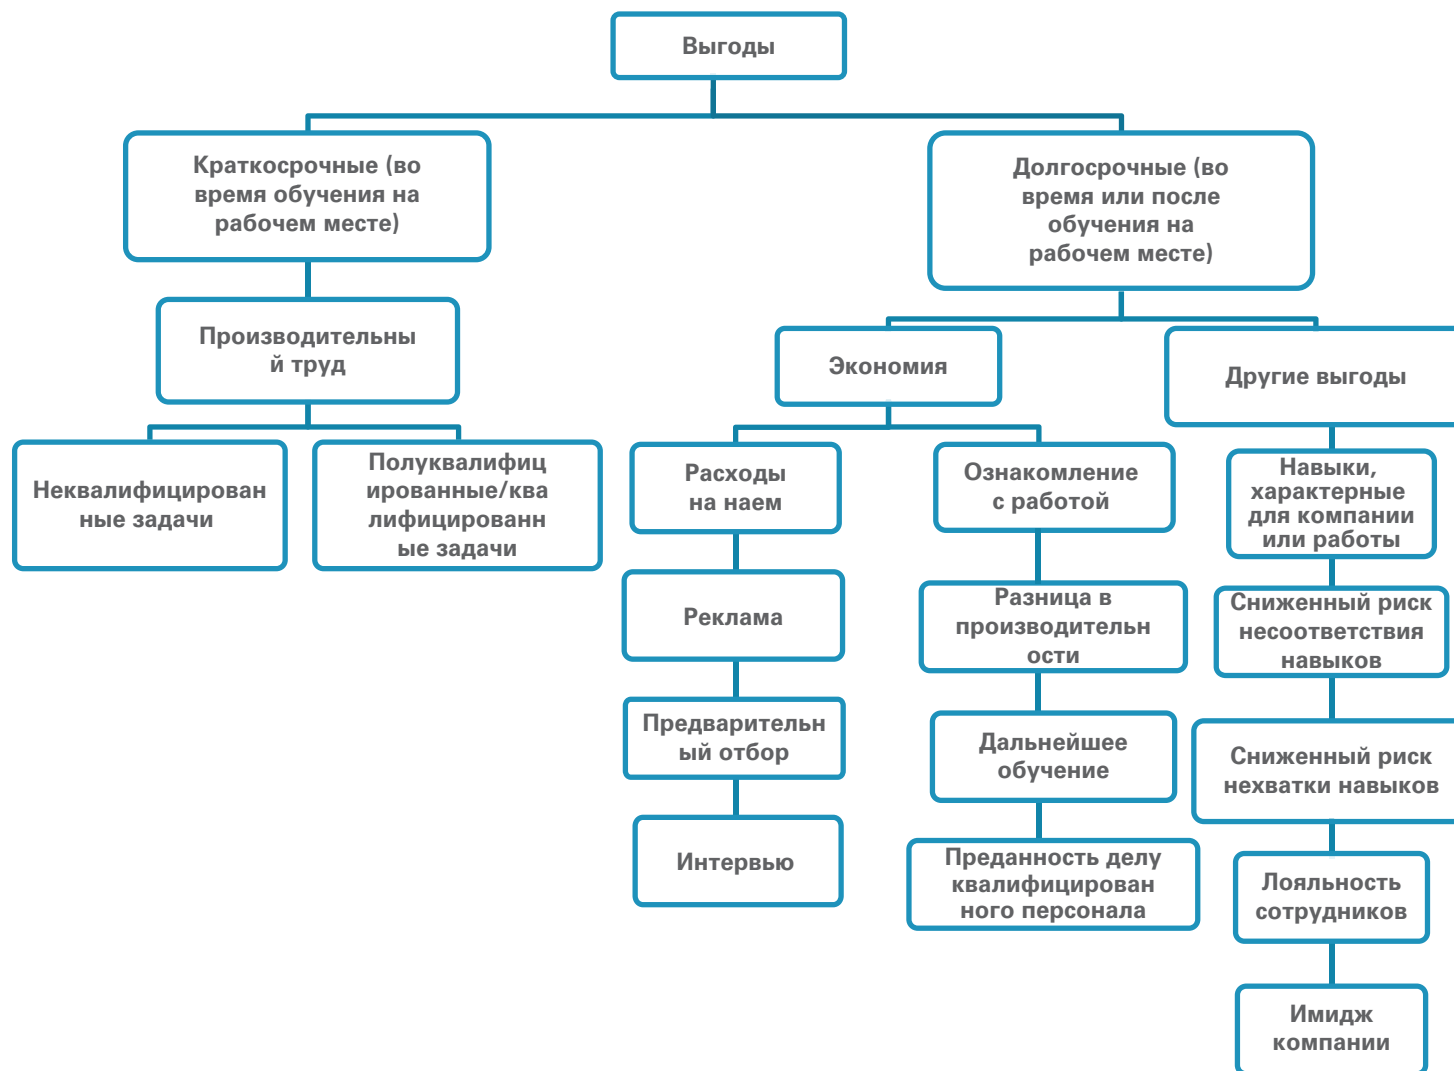 Выгоды
Краткосрочные (во
время обучения на
рабочем месте)
Долгосрочные (во
время или после
обучения на
рабочем месте)
Производительны
й труд
Экономия
Другие выгоды
Неквалифицирован
ные задачи
Полуквалифиц
ированные/ква
лифицированн
ые задачи
Расходы
на наем
Ознакомление
с работой
Навыки,
характерные
для компании
или работы
Реклама
Разница в
производительн
ости
Сниженный риск
несоответствия
навыков
Предварительн
ый отбор
Дальнейшее
обучение
Сниженный риск
нехватки навыков
Интервью
Преданность делу
квалифицирован
ного персонала
Лояльность
сотрудников
Имидж
компании